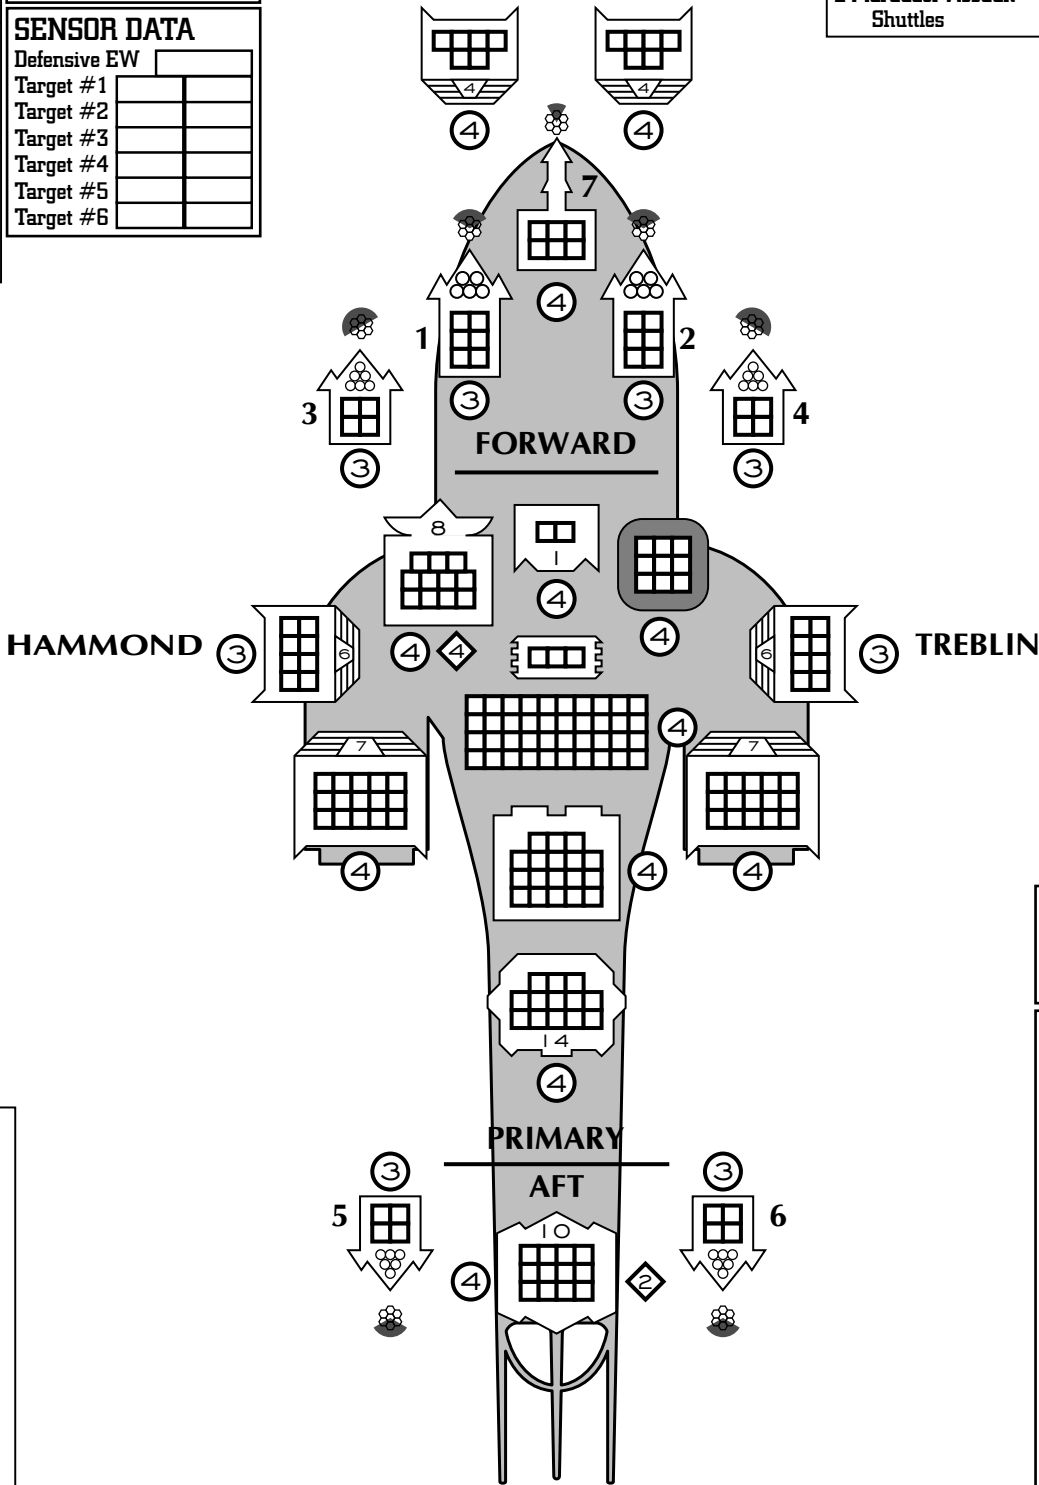 Shuttles
SENSOR DATA
Defensive EW
Target #1
Target #2
Target #3
Target #4
Target #5
Target #6
4 4
4 4
7
4
1 2
3 3
3 4
3 3
FORWARD
8
1
4
4
HAMMOND 3 6 4 4 6 3 TREBLIN
4
7 7
4 4 4
14
4
PRIMARY
3 3
AFT
5 6
10
4 2